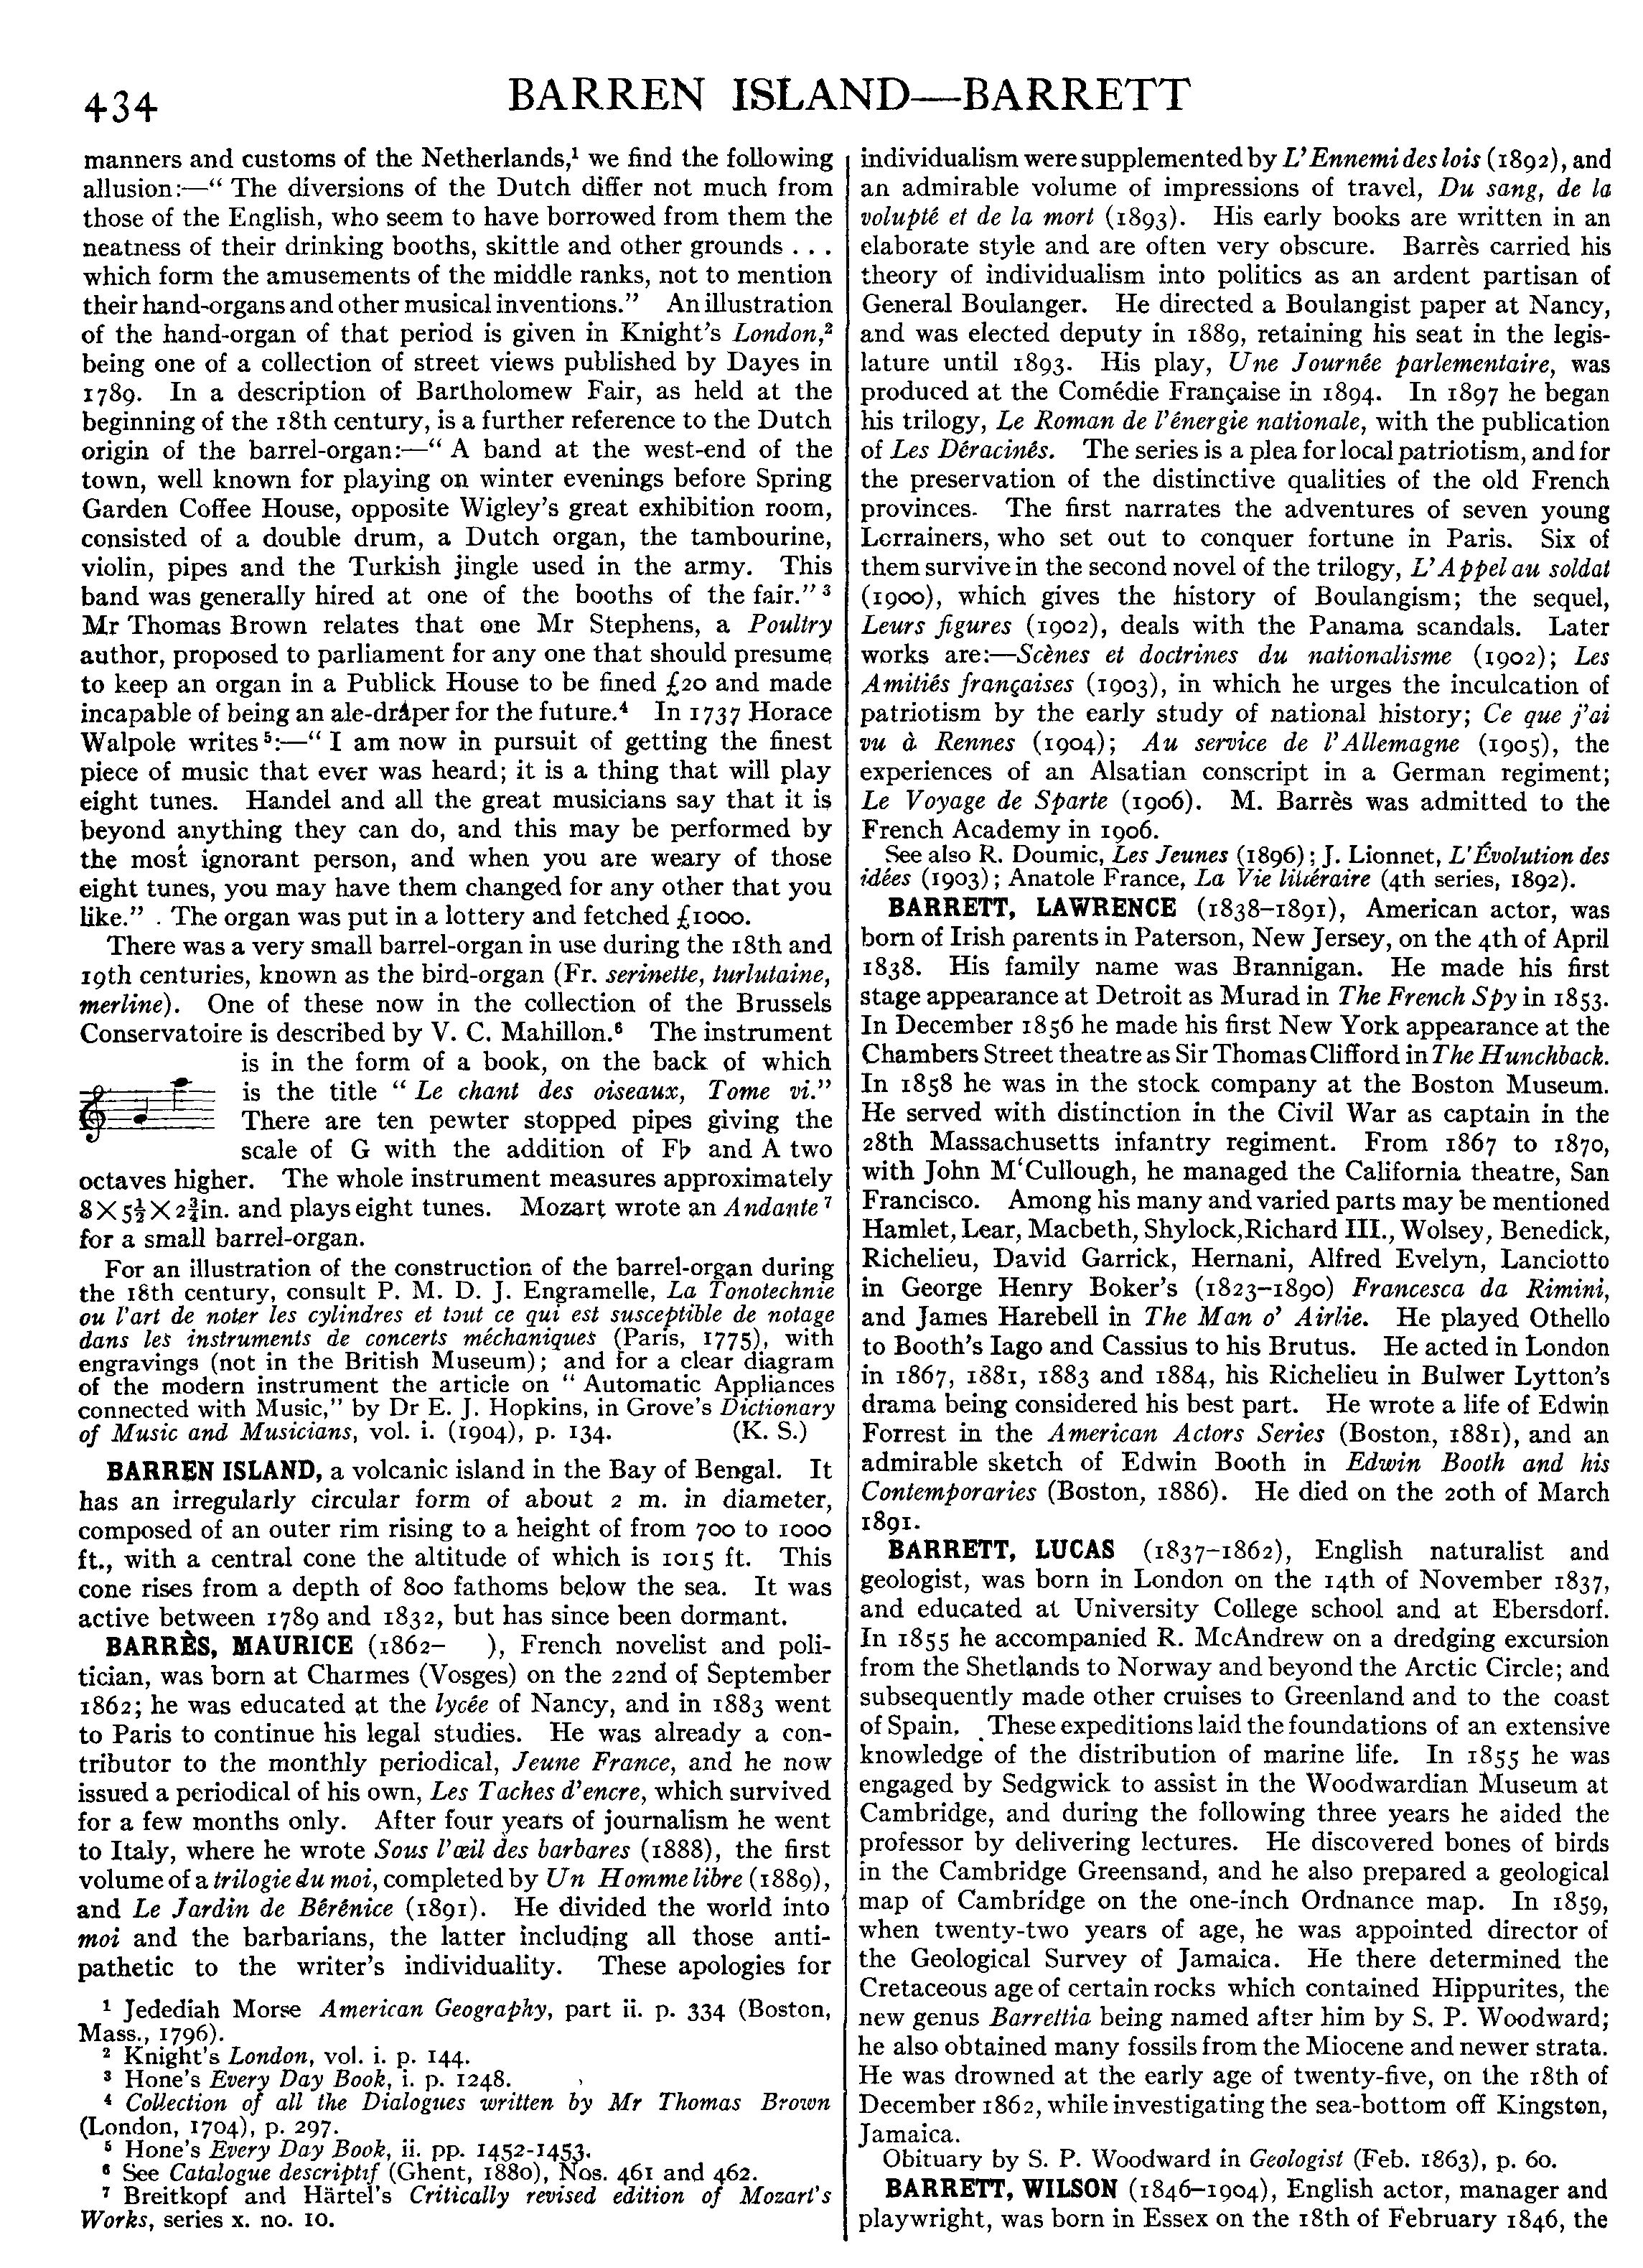 434
BARREN ISLAND—BARRETT
manners and customs of the Netherlands,¹ we find the following
allusion:—“ The diversions of the Dutch differ not much from
those of the English, who seem to have borrowed from them the
neatness of their drinking booths, skittle and other grounds . . .
which form the amusements of the middle ranks, not to mention
their hand-organs and other musical inventions.” An illustration
of the hand-organ of that period is given in Knight’s London,²
being one of a collection of street views published by Dayes in
1789. In a description of Bartholomew Fair, as held at the
beginning of the 18th century, is a further reference to the Dutch
origin of the barrel-organ:—“ A band at the west-end of the
town, well known for playing on winter evenings before Spring
Garden Coffee House, opposite Wigley’s great exhibition room,
consisted of a double drum, a Dutch organ, the tambourine,
violin, pipes and the Turkish jingle used in the army. This
band was generally hired at one of the booths of the fair.” ³
Mr Thomas Brown relates that one Mr Stephens, a Poultry
author, proposed to parliament for any one that should presume
to keep an organ in a Publick House to be fined £20 and made
incapable of being an ale-draper for the future.⁴ In 1737 Horace
Walpole writes ⁵:—“ I am now in pursuit of getting the finest
piece of music that ever was heard; it is a thing that will play
eight tunes. Handel and all the great musicians say that it is
beyond anything they can do, and this may be performed by
the most ignorant person, and when you are weary of those
eight tunes, you may have them changed for any other that you
like.” . The organ was put in a lottery and fetched £1000.
There was a very small barrel-organ in use during the 18th and
19th centuries, known as the bird-organ (Fr. serinette, turlutaine,
merline). One of these now in the collection of the Brussels
Conservatoire is described by V. C. Mahillon.⁶ The instrument
is in the form of a book, on the back of which
is the title “ Le chant des oiseaux, Tome vi.”
There are ten pewter stopped pipes giving the
scale of G with the addition of F♭ and A two
octaves higher. The whole instrument measures approximately
8 × 5½ × 2¾in. and plays eight tunes. Mozart wrote an Andante ⁷
for a small barrel-organ.
For an illustration of the construction of the barrel-organ during
the 18th century, consult P. M. D. J. Engramelle, La Tonotechnie
ou l’art de noter les cylindres et tout ce qui est susceptible de notage
dans les instruments de concerts méchaniques (Paris, 1775), with
engravings (not in the British Museum); and for a clear diagram
of the modern instrument the article on “ Automatic Appliances
connected with Music,” by Dr E. J. Hopkins, in Grove’s Dictionary
of Music and Musicians, vol. i. (1904), p. 134. (K. S.)
BARREN ISLAND, a volcanic island in the Bay of Bengal. It
has an irregularly circular form of about 2 m. in diameter,
composed of an outer rim rising to a height of from 700 to 1000
ft., with a central cone the altitude of which is 1015 ft. This
cone rises from a depth of 800 fathoms below the sea. It was
active between 1789 and 1832, but has since been dormant.
BARRÈS, MAURICE (1862– ), French novelist and poli-
tician, was born at Charmes (Vosges) on the 22nd of September
1862; he was educated at the lycée of Nancy, and in 1883 went
to Paris to continue his legal studies. He was already a con-
tributor to the monthly periodical, Jeune France, and he now
issued a periodical of his own, Les Taches d’encre, which survived
for a few months only. After four years of journalism he went
to Italy, where he wrote Sous l’œil des barbares (1888), the first
volume of a trilogie du moi, completed by Un Homme libre (1889),
and Le Jardin de Bérénice (1891). He divided the world into
moi and the barbarians, the latter including all those anti-
pathetic to the writer’s individuality. These apologies for
¹ Jedediah Morse American Geography, part ii. p. 334 (Boston,
Mass., 1796).
² Knight’s London, vol. i. p. 144.
³ Hone’s Every Day Book, i. p. 1248.
⁴ Collection of all the Dialogues written by Mr Thomas Brown
(London, 1704), p. 297.
⁵ Hone’s Every Day Book, ii. pp. 1452-1453.
⁶ See Catalogue descriptif (Ghent, 1880), Nos. 461 and 462.
⁷ Breitkopf and Härtel’s Critically revised edition of Mozart’s
Works, series x. no. 10.
individualism were supplemented by L’Ennemi des lois (1892), and
an admirable volume of impressions of travel, Du sang, de la
volupté et de la mort (1893). His early books are written in an
elaborate style and are often very obscure. Barrès carried his
theory of individualism into politics as an ardent partisan of
General Boulanger. He directed a Boulangist paper at Nancy,
and was elected deputy in 1889, retaining his seat in the legis-
lature until 1893. His play, Une Journée parlementaire, was
produced at the Comédie Française in 1894. In 1897 he began
his trilogy, Le Roman de l’énergie nationale, with the publication
of Les Déracinés. The series is a plea for local patriotism, and for
the preservation of the distinctive qualities of the old French
provinces. The first narrates the adventures of seven young
Lorrainers, who set out to conquer fortune in Paris. Six of
them survive in the second novel of the trilogy, L’Appel au soldat
(1900), which gives the history of Boulangism; the sequel,
Leurs figures (1902), deals with the Panama scandals. Later
works are:—Scènes et doctrines du nationalisme (1902); Les
Amitiés françaises (1903), in which he urges the inculcation of
patriotism by the early study of national history; Ce que j’ai
vu à Rennes (1904); Au service de l’Allemagne (1905), the
experiences of an Alsatian conscript in a German regiment;
Le Voyage de Sparte (1906). M. Barrès was admitted to the
French Academy in 1906.
See also R. Doumic, Les Jeunes (1896); J. Lionnet, L’Évolution des
idées (1903); Anatole France, La Vie littéraire (4th series, 1892).
BARRETT, LAWRENCE (1838–1891), American actor, was
born of Irish parents in Paterson, New Jersey, on the 4th of April
1838. His family name was Brannigan. He made his first
stage appearance at Detroit as Murad in The French Spy in 1853.
In December 1856 he made his first New York appearance at the
Chambers Street theatre as Sir Thomas Clifford in The Hunchback.
In 1858 he was in the stock company at the Boston Museum.
He served with distinction in the Civil War as captain in the
28th Massachusetts infantry regiment. From 1867 to 1870,
with John M‘Cullough, he managed the California theatre, San
Francisco. Among his many and varied parts may be mentioned
Hamlet, Lear, Macbeth, Shylock, Richard III., Wolsey, Benedick,
Richelieu, David Garrick, Hernani, Alfred Evelyn, Lanciotto
in George Henry Boker’s (1823–1890) Francesca da Rimini,
and James Harebell in The Man o’ Airlie. He played Othello
to Booth’s Iago and Cassius to his Brutus. He acted in London
in 1867, 1881, 1883 and 1884, his Richelieu in Bulwer Lytton’s
drama being considered his best part. He wrote a life of Edwin
Forrest in the American Actors Series (Boston, 1881), and an
admirable sketch of Edwin Booth in Edwin Booth and his
Contemporaries (Boston, 1886). He died on the 20th of March
1891.
BARRETT, LUCAS (1837–1862), English naturalist and
geologist, was born in London on the 14th of November 1837,
and educated at University College school and at Ebersdorf.
In 1855 he accompanied R. McAndrew on a dredging excursion
from the Shetlands to Norway and beyond the Arctic Circle; and
subsequently made other cruises to Greenland and to the coast
of Spain. These expeditions laid the foundations of an extensive
knowledge of the distribution of marine life. In 1855 he was
engaged by Sedgwick to assist in the Woodwardian Museum at
Cambridge, and during the following three years he aided the
professor by delivering lectures. He discovered bones of birds
in the Cambridge Greensand, and he also prepared a geological
map of Cambridge on the one-inch Ordnance map. In 1859,
when twenty-two years of age, he was appointed director of
the Geological Survey of Jamaica. He there determined the
Cretaceous age of certain rocks which contained Hippurites, the
new genus Barrettia being named after him by S. P. Woodward;
he also obtained many fossils from the Miocene and newer strata.
He was drowned at the early age of twenty-five, on the 18th of
December 1862, while investigating the sea-bottom off Kingston,
Jamaica.
Obituary by S. P. Woodward in Geologist (Feb. 1863), p. 60.
BARRETT, WILSON (1846–1904), English actor, manager and
playwright, was born in Essex on the 18th of February 1846, the